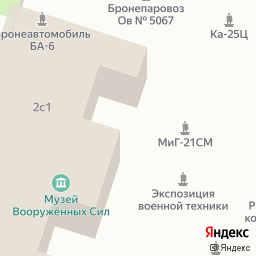 Бронепаровоз
Ов № 5067
Бронеавтомобиль
БА-6
Ка-25Ц
2с1
МиГ-21СМ
Музей
Вооружённых Сил
Экспозиция
военной техники
Яндекс
© Яндекс